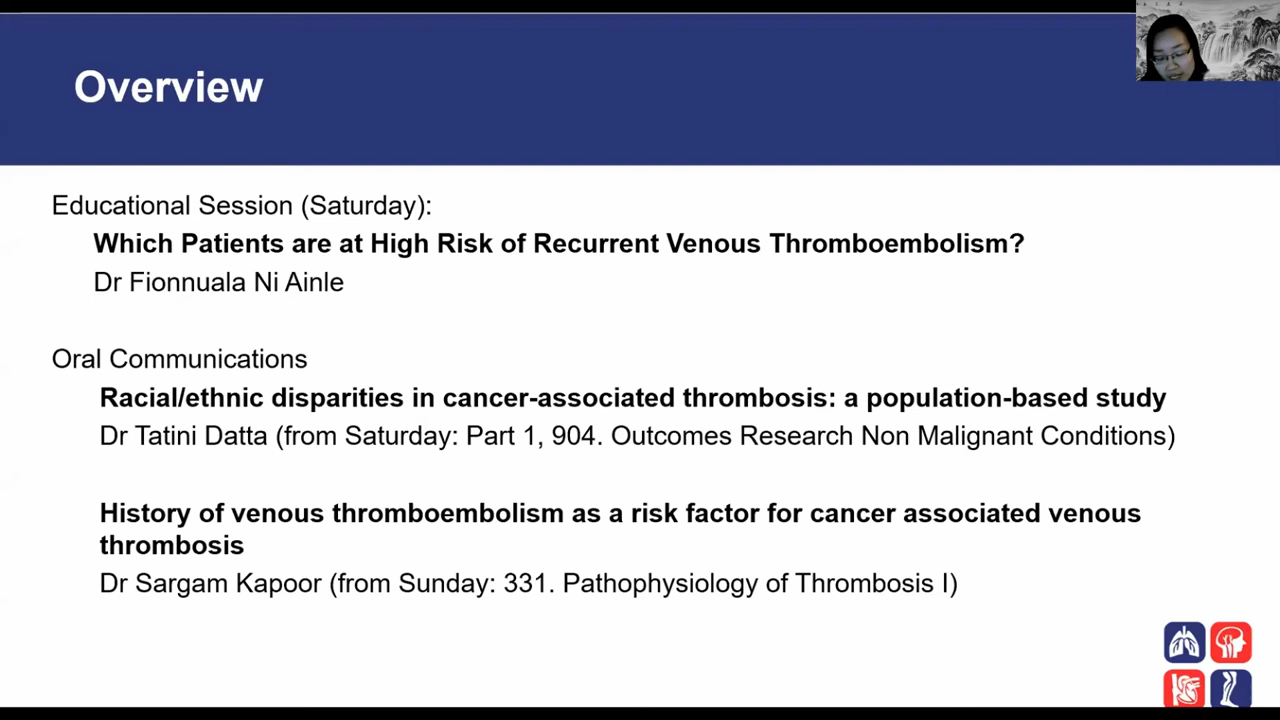 Overview
Educational Session (Saturday):
Which Patients are at High Risk of Recurrent Venous Thromboembolism?
Dr Fionnuala Ni Ainle
Oral Communications
Racial/ethnic disparities in cancer-associated thrombosis: a population-based study
Dr Tatini Datta (from Saturday: Part 1, 904. Outcomes Research Non Malignant Conditions)
History of venous thromboembolism as a risk factor for cancer associated venous
thrombosis
Dr Sargam Kapoor (from Sunday: 331. Pathophysiology of Thrombosis I)